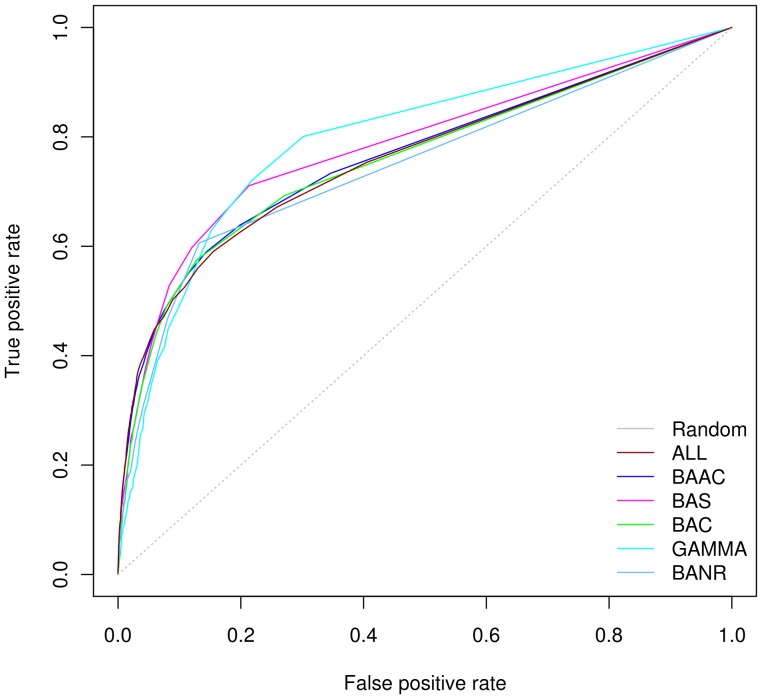 1.0
0.8
0.6
0.4
0.2
0.0
True positive rate
Random
ALL
BAAC
BAS
BAC
GAMMA
BANR
0.0 0.2 0.4 0.6 0.8 1.0
False positive rate